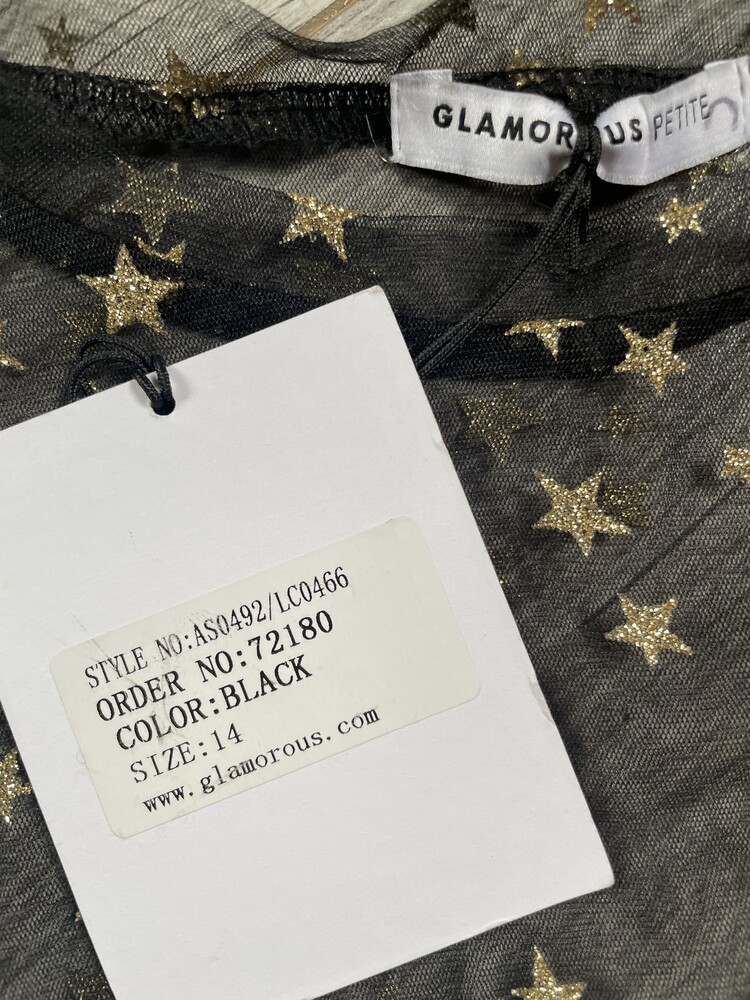 GLAMOROUS PETITE
STYLE NO:AS0492/LC0466
ORDER NO:72180
COLOR:BLACK
SIZE:14
www.glamorous.com